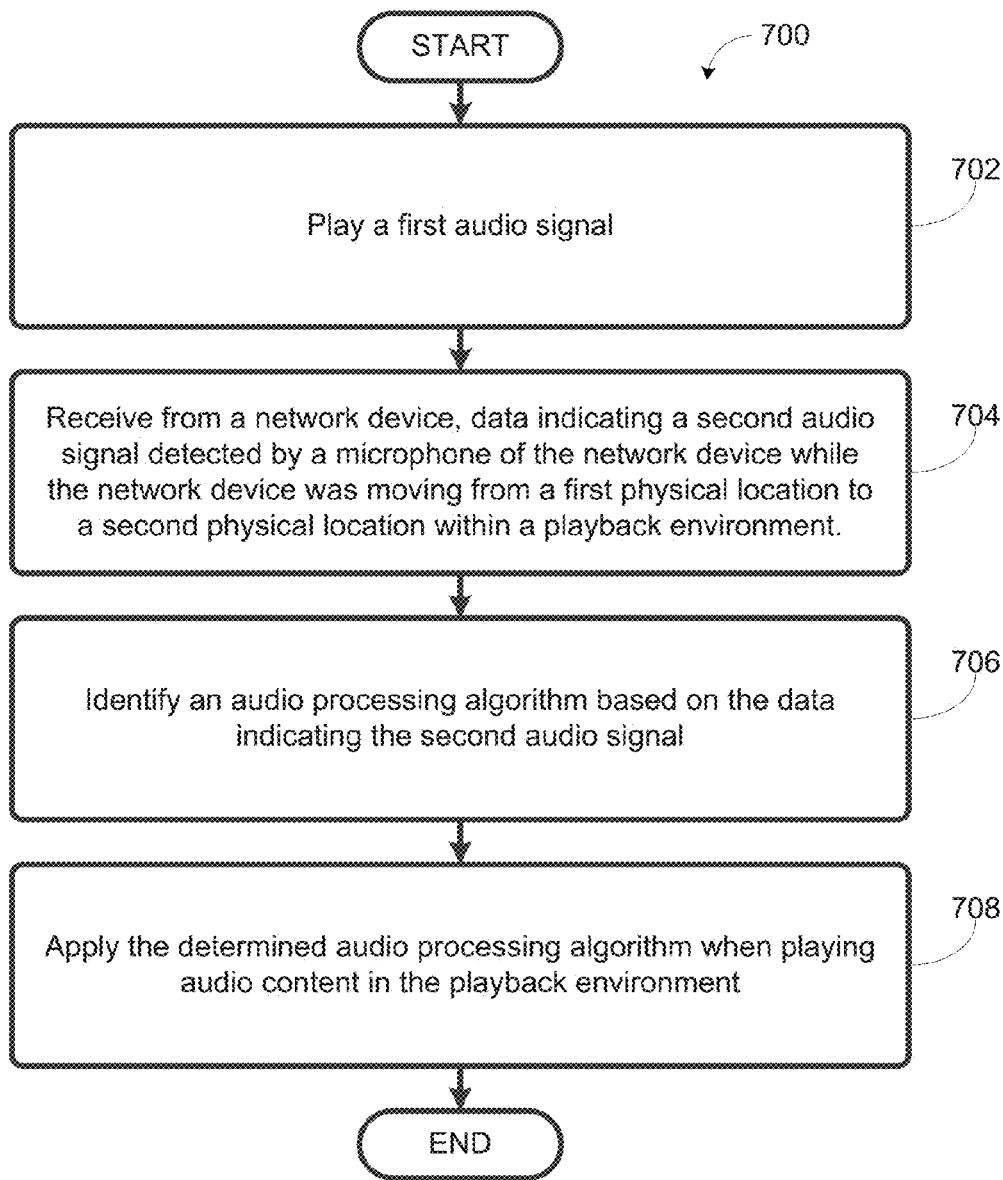 START
700
702
Play a first audio signal
Receive from a network device, data indicating a second audio
signal detected by a microphone of the network device while
the network device was moving from a first physical location to
a second physical location within a playback environment.
704
Identify an audio processing algorithm based on the data
indicating the second audio signal
706
Apply the determined audio processing algorithm when playing
audio content in the playback environment
708
END